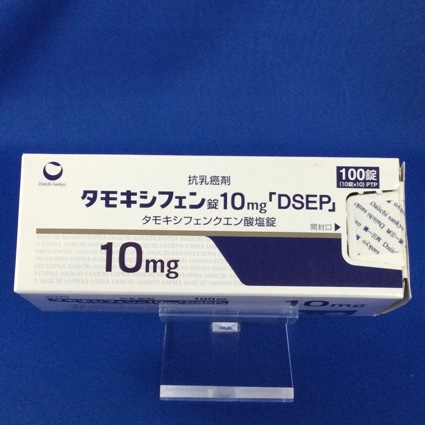 Daiichi-Sankyo
抗乳癌剤
タモキシフェン錠10mg「DSEP」
タモキシフェンクエン酸塩錠
100錠
(10錠×10) PTP
開封口▶
10mg
10mg